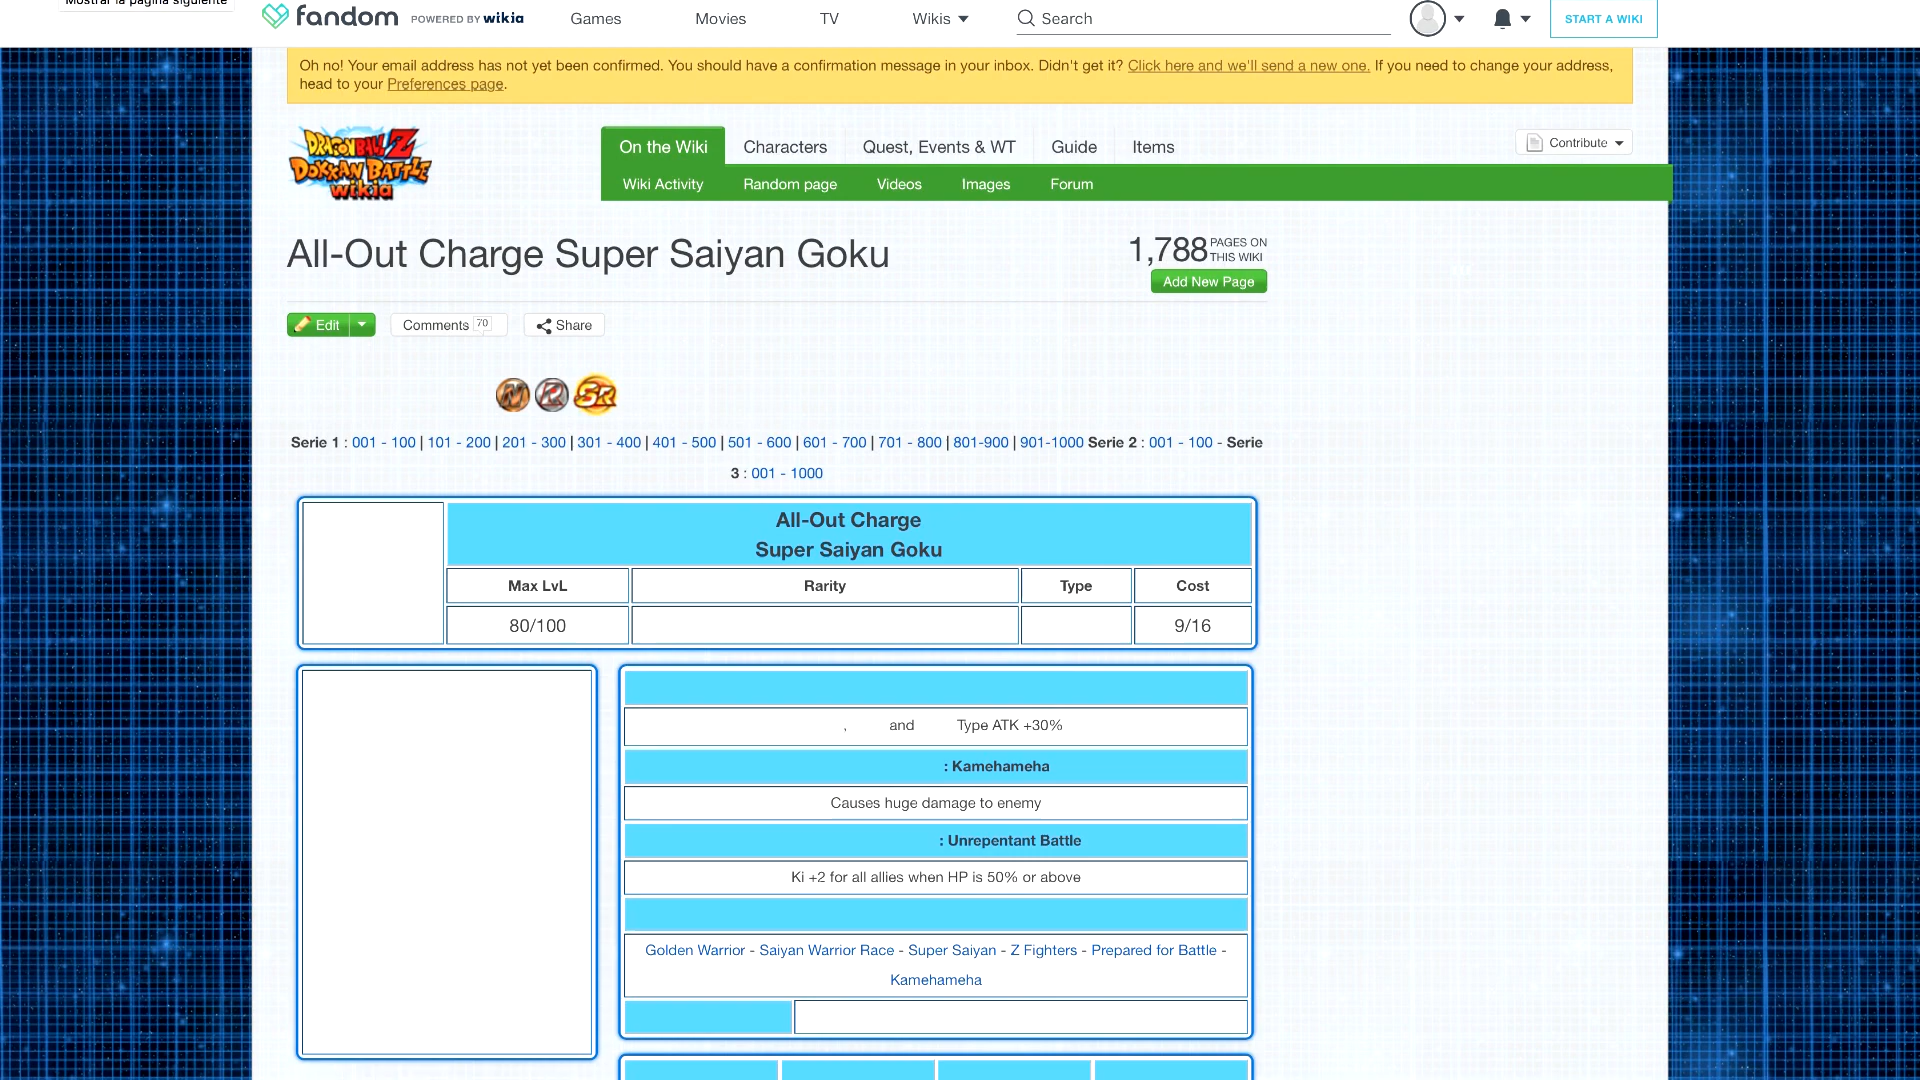 Mostrar la página siguiente
fandom POWERED BY wikia Games Movies TV Wikis Search START A WIKI
Oh no! Your email address has not yet been confirmed. You should have a confirmation message in your inbox. Didn't get it? Click here and we'll send a new one. If you need to change your address,
head to your Preferences page.
DRAGON BALL Z
DOKKAN BATTLE
wikia
On the Wiki Characters Quest, Events & WT Guide Items Contribute
Wiki Activity Random page Videos Images Forum
All-Out Charge Super Saiyan Goku
1,788 PAGES ON THIS WIKI
Add New Page
Edit Comments 70 Share
N R SR
Serie 1 : 001 - 100 | 101 - 200 | 201 - 300 | 301 - 400 | 401 - 500 | 501 - 600 | 601 - 700 | 701 - 800 | 801-900 | 901-1000 Serie 2 : 001 - 100 - Serie
3 : 001 - 1000
All-Out Charge
Super Saiyan Goku
Max LvL Rarity Type Cost
80/100 9/16
, and Type ATK +30%
: Kamehameha
Causes huge damage to enemy
: Unrepentant Battle
Ki +2 for all allies when HP is 50% or above
Golden Warrior - Saiyan Warrior Race - Super Saiyan - Z Fighters - Prepared for Battle -
Kamehameha